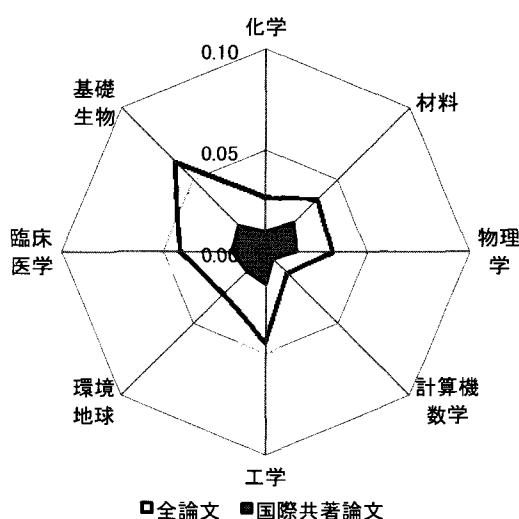 化学
0.10
基礎
生物
材料
0.05
臨床
医学
0.00
物理
学
環境
地球
計算機
数学
工学
全論文 国際共著論文